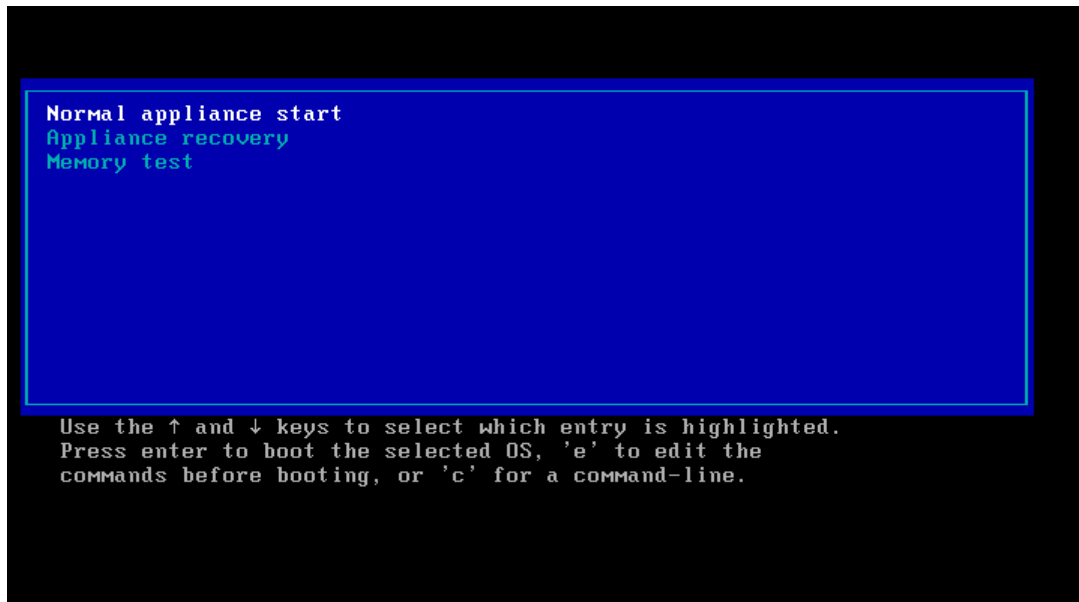 Normal appliance start
Appliance recovery
Memory test
Use the ↑ and ↓ keys to select which entry is highlighted.
Press enter to boot the selected OS, 'e' to edit the
commands before booting, or 'c' for a command-line.